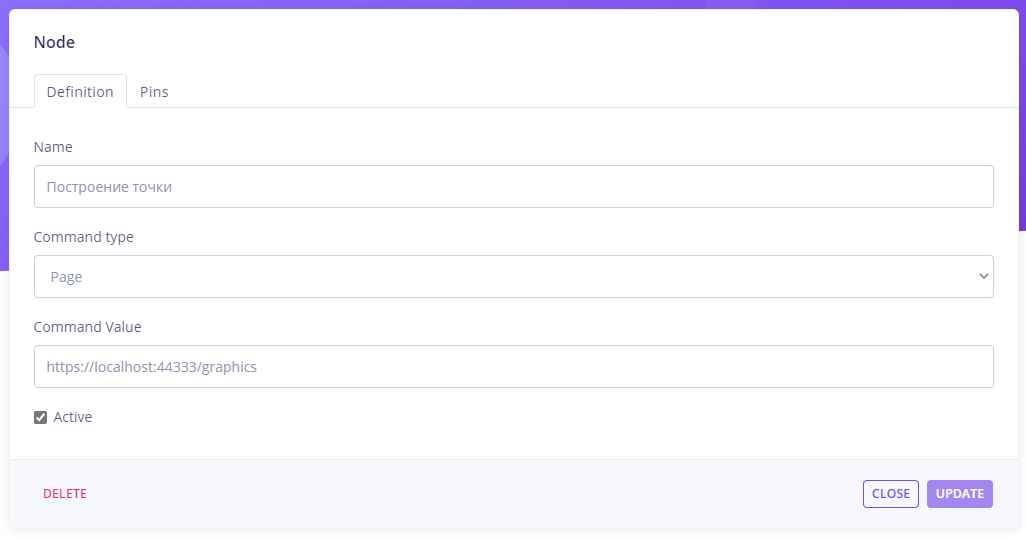 Node
Definition Pins
Name
Построение точки
Command type
Page
Command Value
https://localhost:44333/graphics
Active
DELETE CLOSE UPDATE